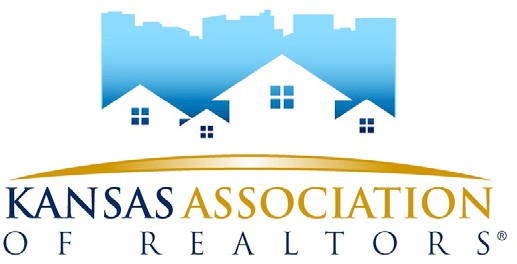 KANSAS ASSOCIATION
OF REALTORS®